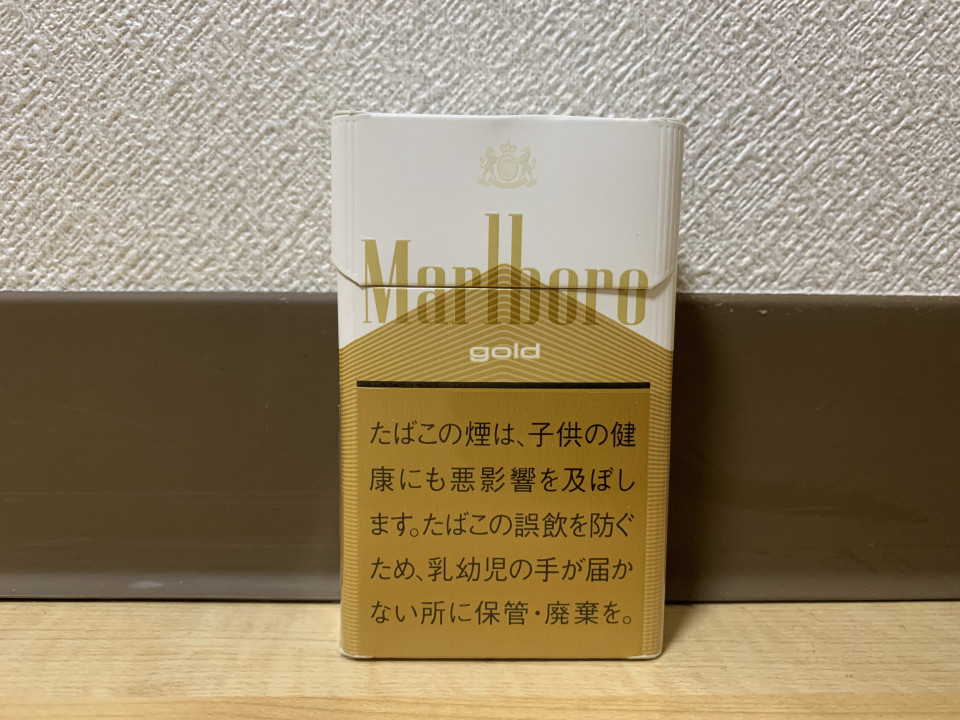 Marlboro
gold
たばこの煙は、子供の健
康にも悪影響を及ぼし
ます。たばこの誤飲を防ぐ
ため、乳幼児の手が届か
ない所に保管・廃棄を。